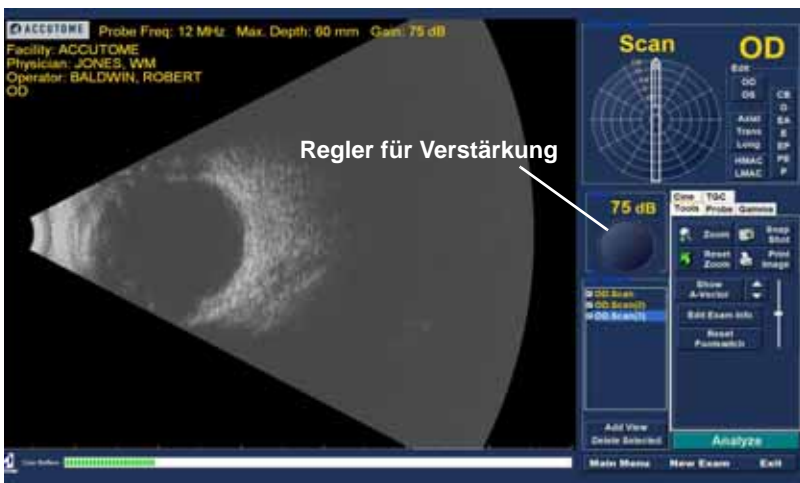 ACCUTOME Probe Freq: 12 MHz Max. Depth: 60 mm Gain: 75 dB
Facility: ACCUTOME
Physician: JONES, WM
Operator: BALDWIN, ROBERT
OD
Regler für Verstärkung
Scan OD
Edit
OD
OS
CB
O
Axial EA
Trans E
Long EP
HMAC PE
LMAC P
75 dB
Cine TGC
Tools Probe Gamma
Zoom Snap Shot
Reset Zoom Print Image
Show A-Vector
Edit Exam Info
Reset Footswitch
OD Scan
OD Scan(2)
OD Scan(3)
Add View
Delete Selected
Analyze
Main Menu New Exam Exit